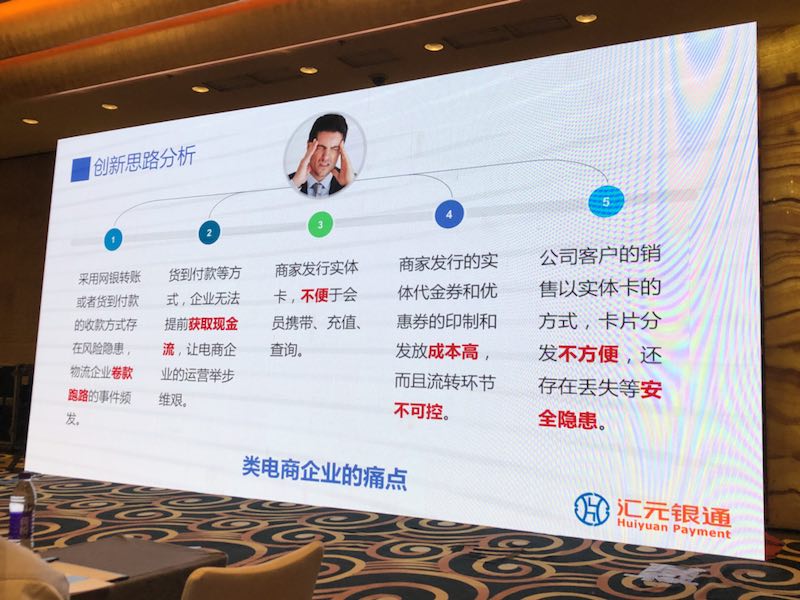 创新思路分析
1
2
3
4
5
采用网银转账
或者货到付款
的收款方式存
在风险隐患，
物流企业卷款
跑路的事件频
发。
货到付款等方
式，企业无法
提前获取现金
流，让电商企
业的运营举步
维艰。
商家发行实体
卡，不便于会
员携带、充值、
查询。
商家发行的实
体代金券和优
惠券的印制和
发放成本高，
而且流转环节
不可控。
公司客户的销
售以实体卡的
方式，卡片分
发不方便，还
存在丢失等安
全隐患。
类电商企业的痛点
汇元银通
Huiyuan Payment